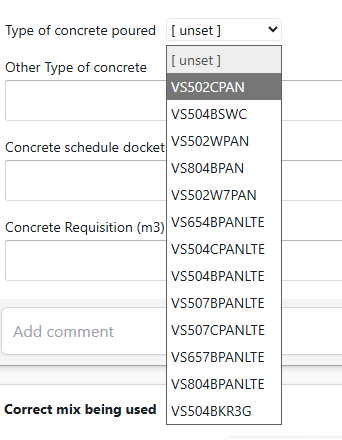 Type of concrete poured [ unset ]
[ unset ]
Other Type of concrete
VS502CPAN
VS504BSWC
VS502WPAN
Concrete schedule docket
VS804BPAN
VS502W7PAN
VS654BPANLTE
Concrete Requisition (m3)
VS504CPANLTE
VS504BPANLTE
VS507BPANLTE
VS507CPANLTE
Add comment
VS657BPANLTE
VS804BPANLTE
VS504BKR3G
Correct mix being used